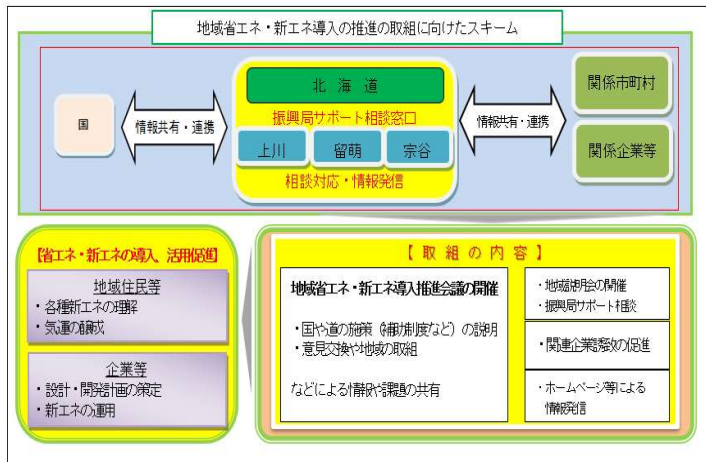 地域省エネ・新エネ導入の推進の取組に向けたスキーム
国
情報共有・連携
北 海 道
振興局サポート相談窓口
上川
留萌
宗谷
相談対応・情報発信
情報共有・連携
関係市町村
関係企業等
【省エネ・新エネの導入、活用促進】
地域住民等
・各種新エネの理解
・気運の醸成
企業等
・設計・開発計画の策定
・新エネの運用
【 取 組 の 内 容 】
地域省エネ・新エネ導入推進会議の開催
・国や道の施策（補助制度など）の説明
・意見交換や地域の取組
などによる情報や課題の共有
・地域説明会の開催
・振興局サポート相談
・関連企業誘致の促進
・ホームページ等による
情報発信